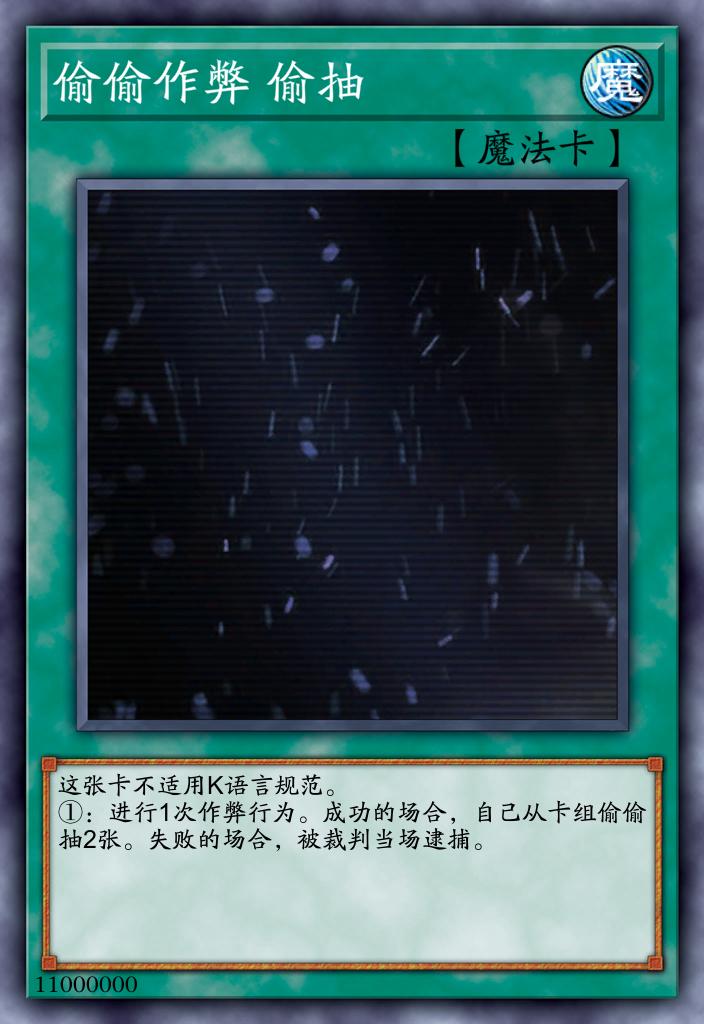 偷偷作弊 偷抽
魔
【魔法卡】
这张卡不适用K语言规范。
①：进行1次作弊行为。成功的场合，自己从卡组偷偷
抽2张。失败的场合，被裁判当场逮捕。
11000000